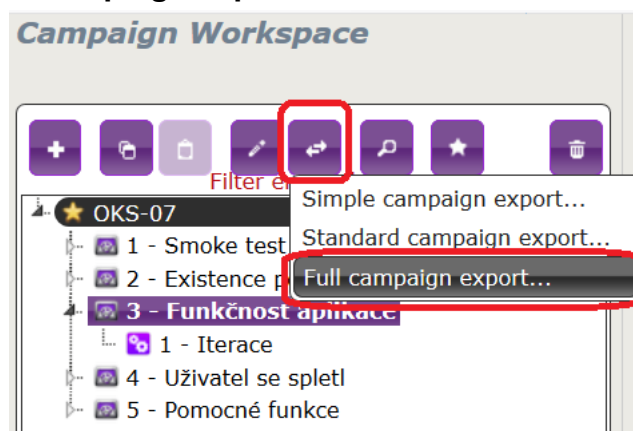 Campaign Workspace
Filter
Simple campaign export...
OKS-07
Standard campaign export...
1 - Smoke test
2 - Existence
Full campaign export...
3 - Funkčnost aplikace
1 - Iterace
4 - Uživatel se spletl
5 - Pomocné funkce